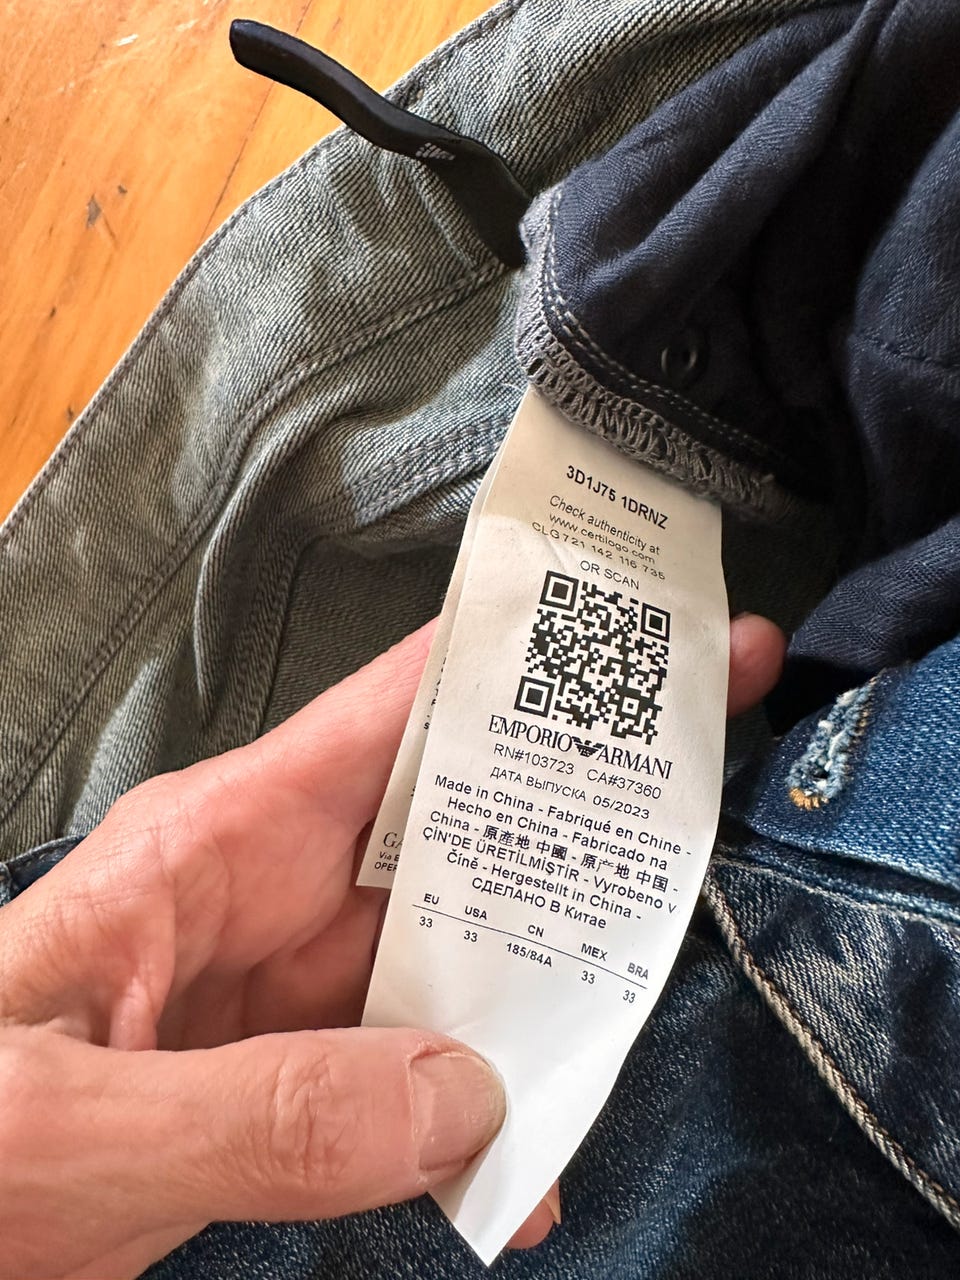 3D1J75 1DRNZ
Check authenticity at
www.certilogo.com
CLG 721 142 116 735
OR SCAN
EMPORIO ARMANI
RN#103723 CA#37360
ДАТА ВЫПУСКА 05/2023
Made in China - Fabriqué en Chine -
Hecho en China - Fabricado na
China - 原産地 中國 - 原产地 中国 -
ÇİN'DE ÜRETİLMİŞTİR - Vyrobeno v
Číně - Hergestellt in China -
СДЕЛАНО В Китае
EU USA CN MEX BRA
33 33 185/84A 33 33